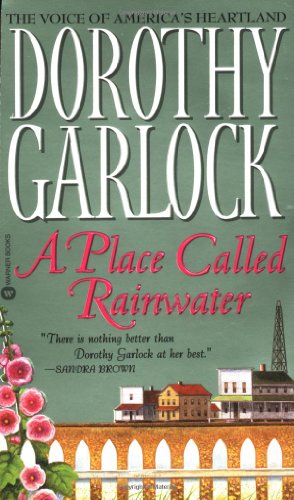 THE VOICE OF AMERICA'S HEARTLAND
DOROTHY
GARLOCK
WARNER BOOKS
A Place Called
Rainwater
"There is nothing better than
Dorothy Garlock at her best."
—SANDRA BROWN